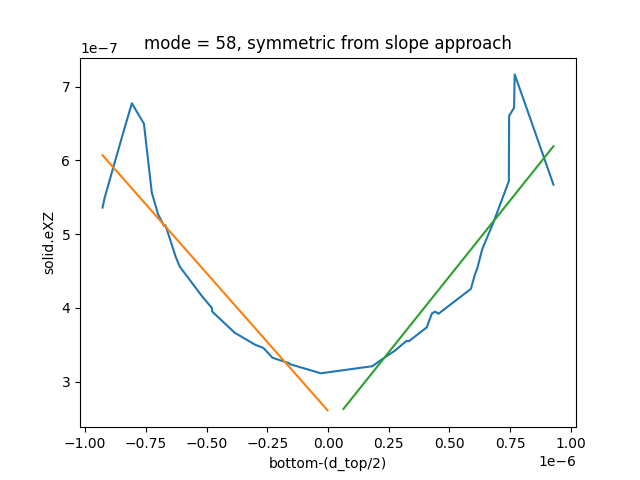 mode = 58, symmetric from slope approach
1e−7
7
6
5
4
3
solid.eXZ
−1.00
−0.75
−0.50
−0.25
0.00
0.25
0.50
0.75
1.00
bottom-(d_top/2)
1e−6